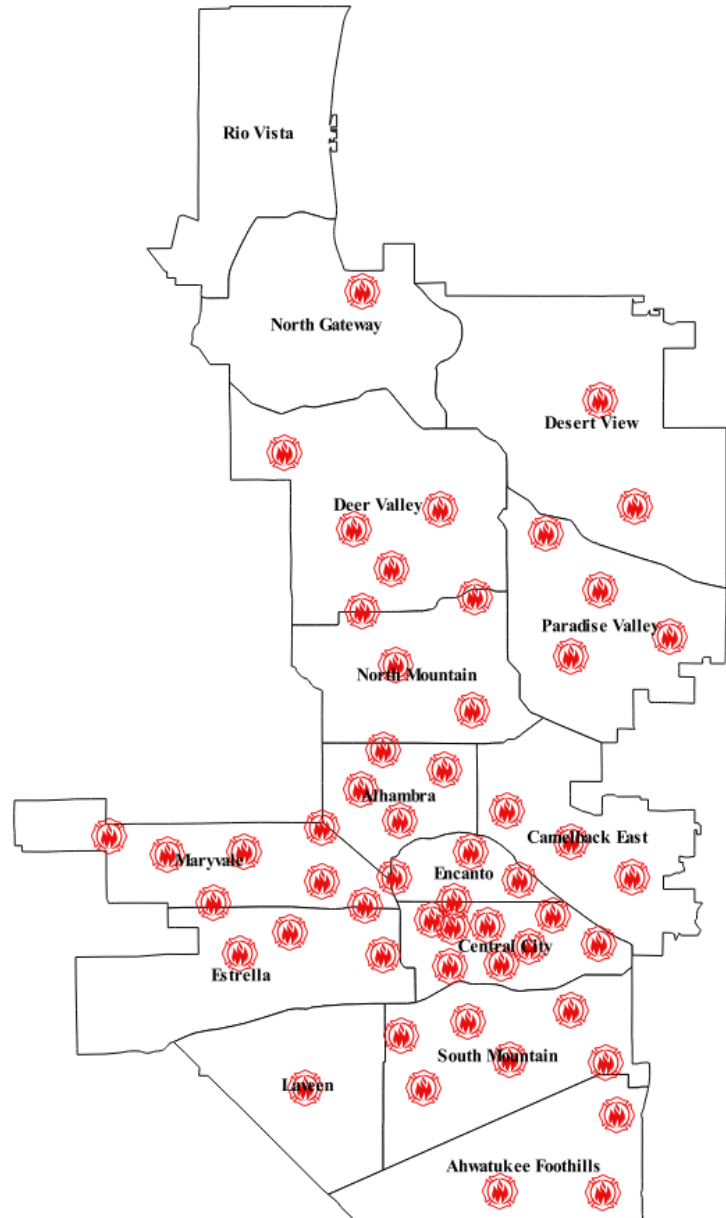 Rio Vista
North Gateway
Desert View
Deer Valley
Paradise Valley
North Mountain
Alhambra
Camelback East
Maryvale
Encanto
Central City
Estrella
South Mountain
Laveen
Ahwatukee Foothills